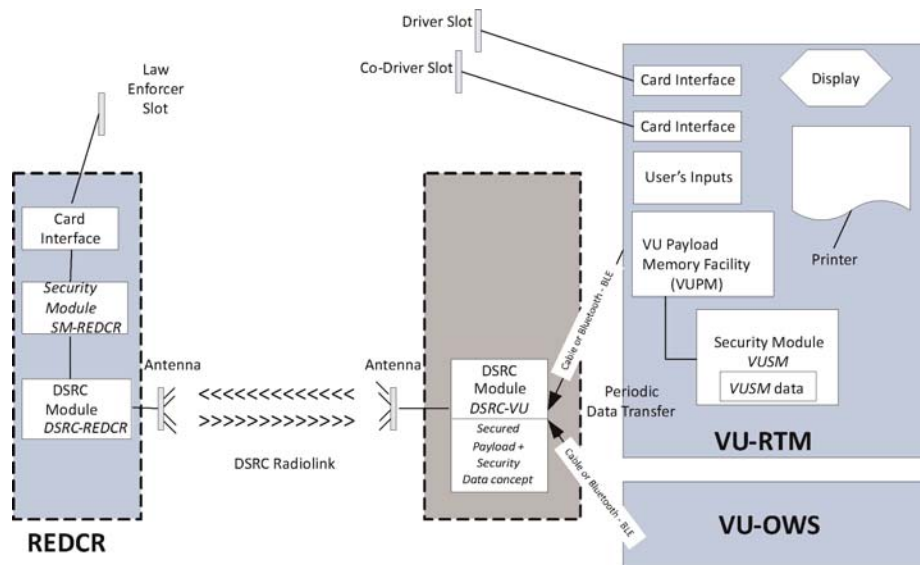 Driver Slot
Co-Driver Slot
Law
Enforcer
Slot
Card
Interface
Security
Module
SM-REDCR
DSRC
Module
DSRC-REDCR
REDCR
Antenna
<<<<<<<<<<<<<<
>>>>>>>>>>>>>>
DSRC Radiolink
Antenna
DSRC
Module
DSRC-VU
Secured
Payload +
Security
Data concept
Cable or Bluetooth - BLE
Periodic
Data Transfer
Cable or Bluetooth - BLE
Card Interface
Card Interface
User's Inputs
Display
Printer
VU Payload
Memory Facility
(VUPM)
Security Module
VUSM
VUSM data
VU-RTM
VU-OWS